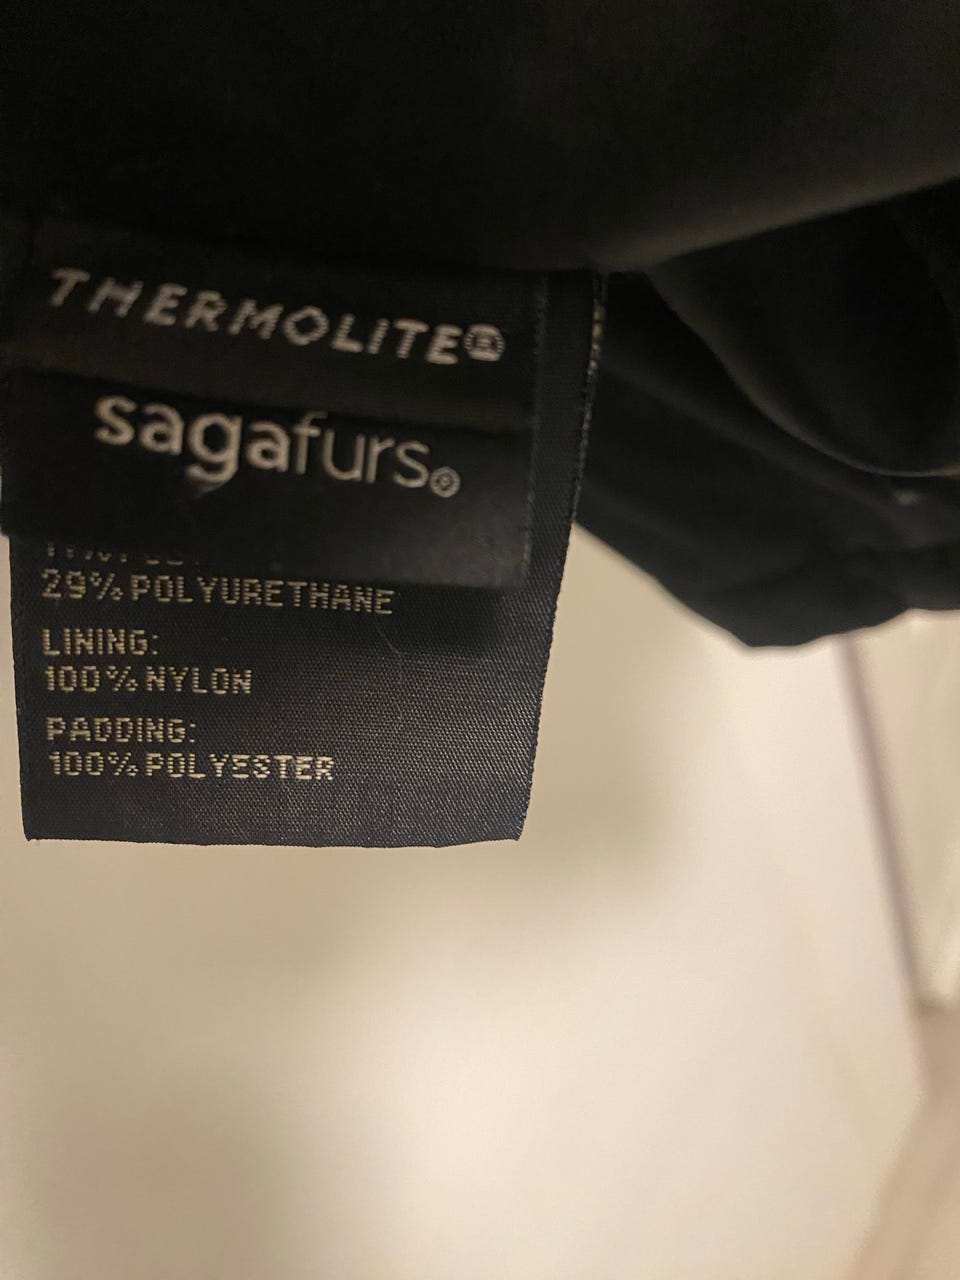 THERMOLITE®
sagafurs®
29% POLYURETHANE
LINING:
100% NYLON
PADDING:
100% POLYESTER